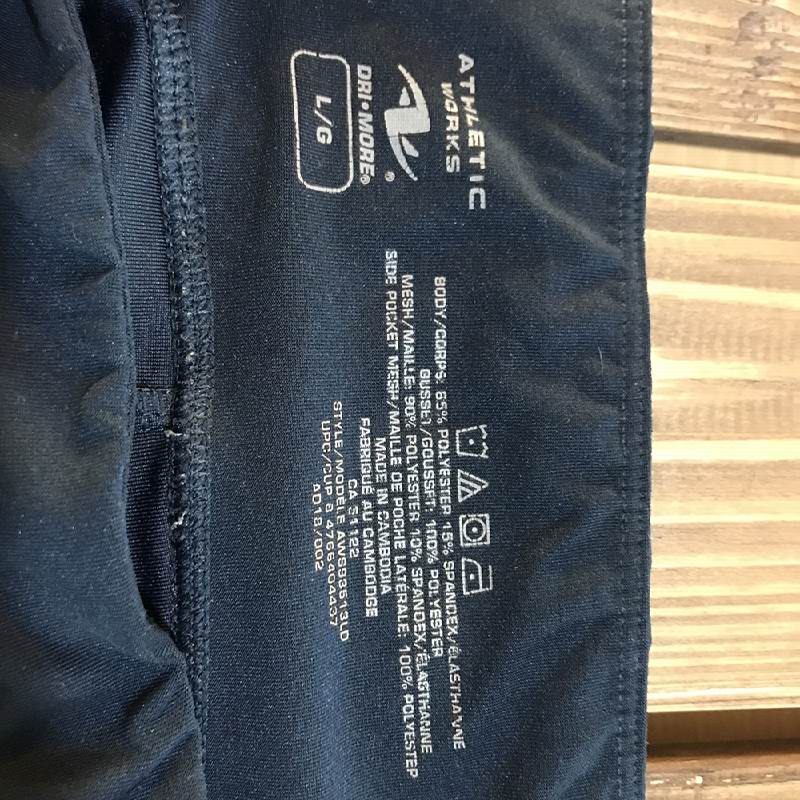 ATHLETIC
WORKS
DRI•MORE®
L/G
BODY/CORPS: 85% POLYESTER 15% SPANDEX/ÉLASTHANNE
GUSSET/GOUSSET: 100% POLYESTER
MESH/MAILLE: 90% POLYESTER 10% SPANDEX/ÉLASTHANNE
SIDE POCKET MESH/MAILLE DE POCHE LATÉRALE: 100% POLYESTER
MADE IN CAMBODIA
FABRIQUÉ AU CAMBODGE
CA 51122
STYLE/MODÈLE AW593513LD
UPC/CUP 8 4766404437
AD18/002